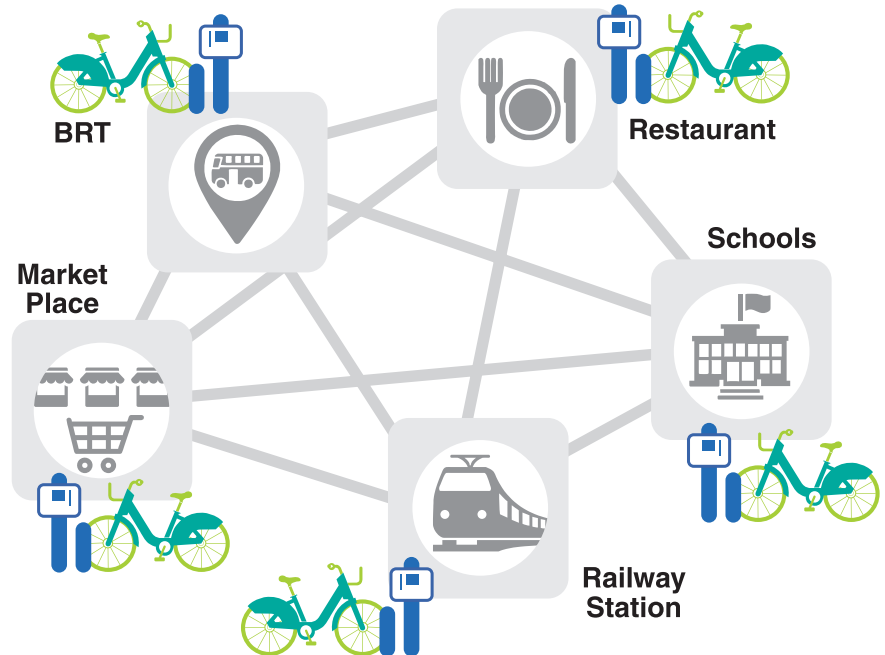 BRT
Restaurant
Schools
Market
Place
Railway
Station